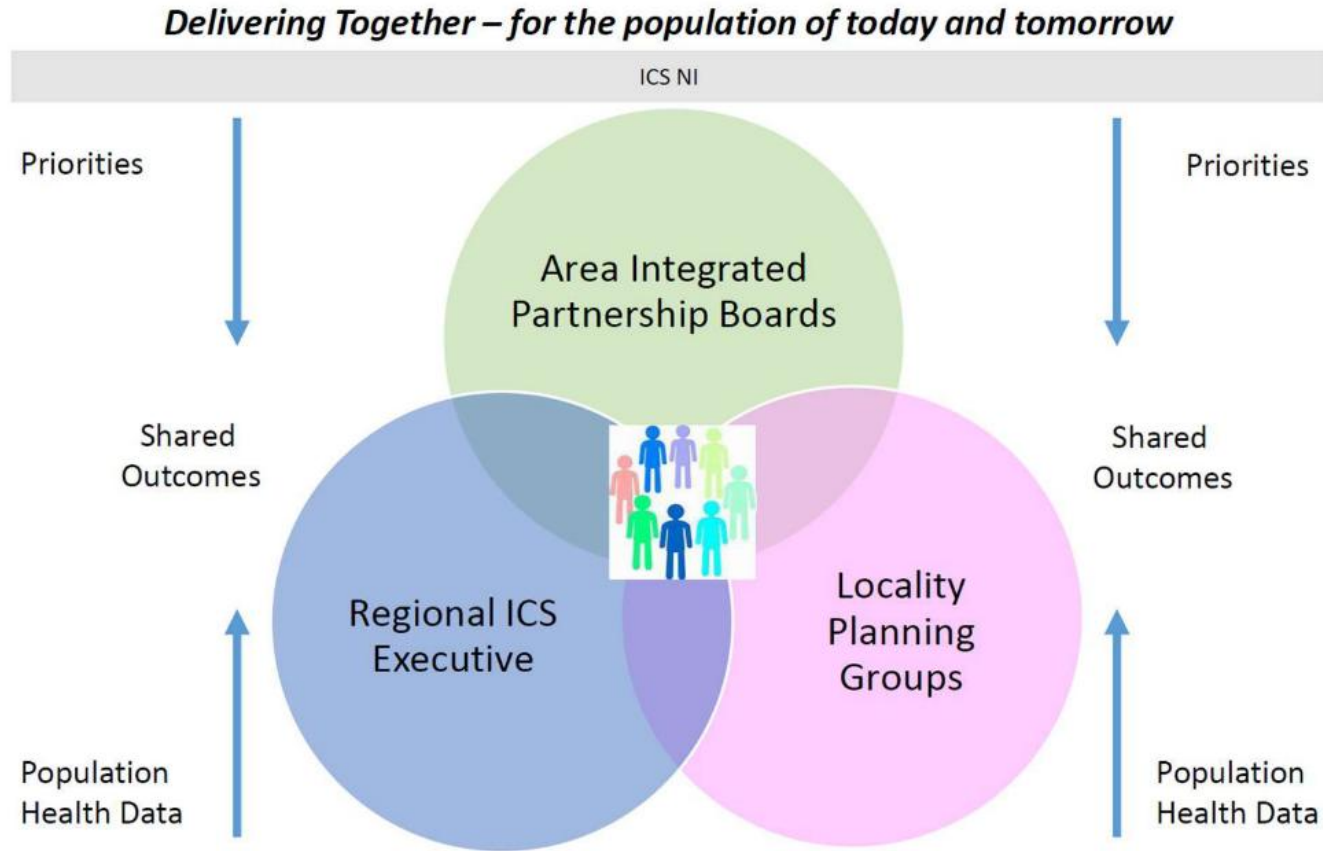 Delivering Together – for the population of today and tomorrow
ICS NI
Priorities
Priorities
Area Integrated
Partnership Boards
Shared
Outcomes
Shared
Outcomes
Regional ICS
Executive
Locality
Planning
Groups
Population
Health Data
Population
Health Data